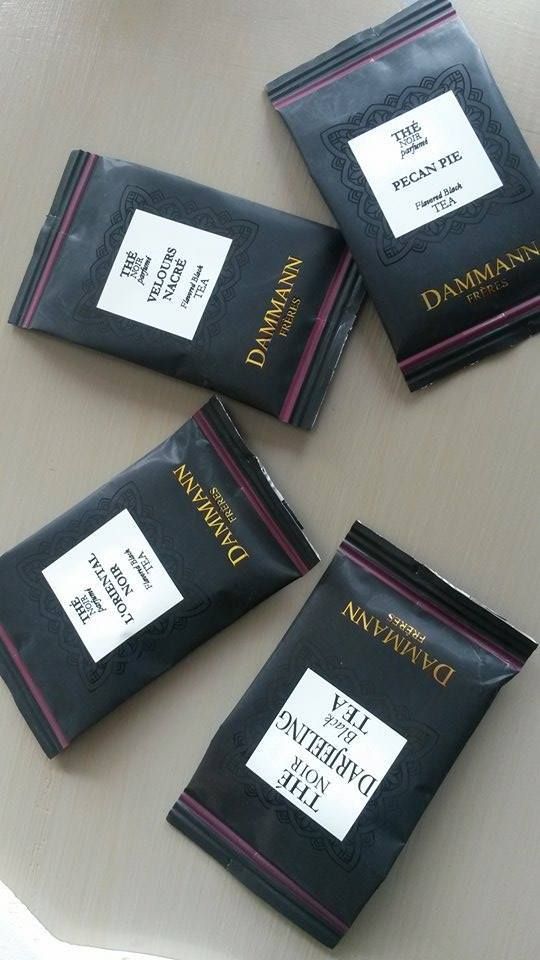 THÉ
NOIR
parfumé
PECAN PIE
Flavored Black
TEA
DAMMANN
FRÈRES
THÉ
NOIR
parfumé
VELOURS
NACRÉ
Flavored Black
TEA
DAMMANN
FRÈRES
THÉ
NOIR
parfumé
L'ORIENTAL
NOIR
Flavored Black
TEA
DAMMANN
FRÈRES
THÉ
NOIR
DARJEELING
Black
TEA
DAMMANN
FRÈRES